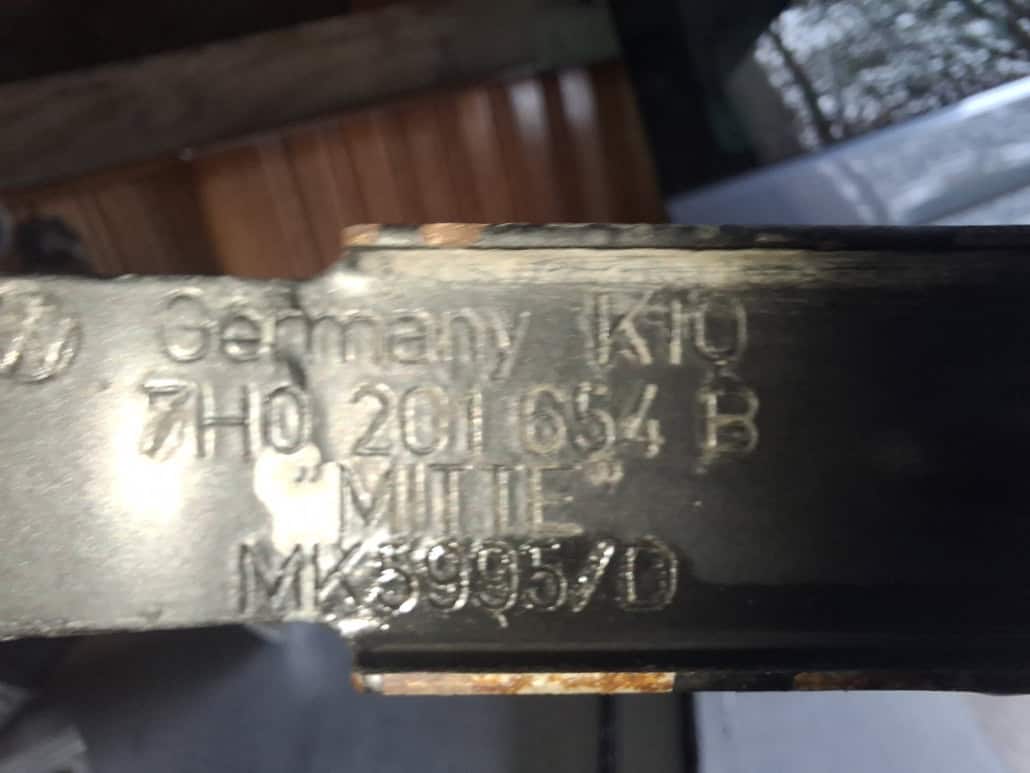 Germany K10
7H0 201 654 B
"MITTE"
MK5995/D